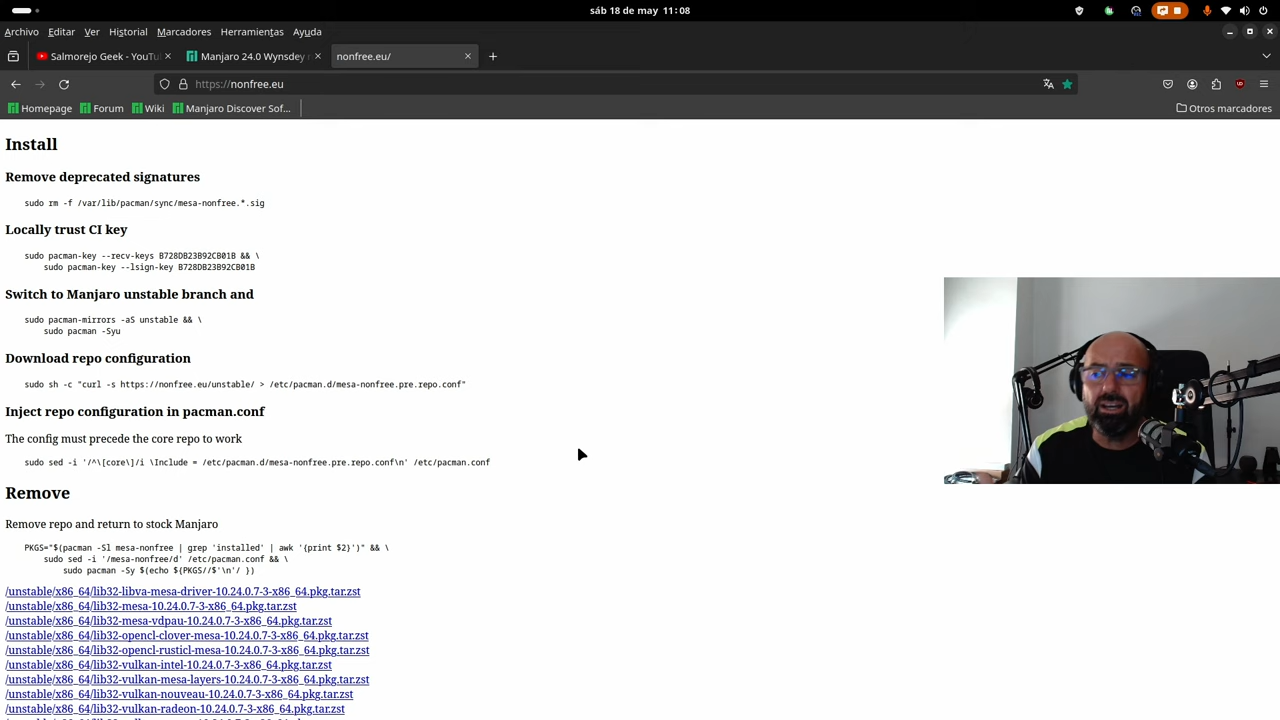 sáb 18 de may  11:08
Archivo Editar Ver Historial Marcadores Herramientas Ayuda
Salmorejo Geek - YouTu
Manjaro 24.0 Wynsdey r
nonfree.eu/
https://nonfree.eu
Homepage Forum Wiki Manjaro Discover Sof... Otros marcadores
Install
Remove deprecated signatures
sudo rm -f /var/lib/pacman/sync/mesa-nonfree.*.sig
Locally trust CI key
sudo pacman-key --recv-keys B728DB23B92CB01B && \
sudo pacman-key --lsign-key B728DB23B92CB01B
Switch to Manjaro unstable branch and
sudo pacman-mirrors -aS unstable && \
sudo pacman -Syu
Download repo configuration
sudo sh -c "curl -s https://nonfree.eu/unstable/ > /etc/pacman.d/mesa-nonfree.pre.repo.conf"
Inject repo configuration in pacman.conf
The config must precede the core repo to work
sudo sed -i '/^\[core\]/i \Include = /etc/pacman.d/mesa-nonfree.pre.repo.conf\n' /etc/pacman.conf
Remove
Remove repo and return to stock Manjaro
PKGS="$(pacman -Sl mesa-nonfree | grep 'installed' | awk '{print $2}')" && \
sudo sed -i '/mesa-nonfree/d' /etc/pacman.conf && \
sudo pacman -Sy $(echo ${PKGS//$'\n'/ })
/unstable/x86_64/lib32-libva-mesa-driver-10.24.0.7-3-x86_64.pkg.tar.zst
/unstable/x86_64/lib32-mesa-10.24.0.7-3-x86_64.pkg.tar.zst
/unstable/x86_64/lib32-mesa-vdpau-10.24.0.7-3-x86_64.pkg.tar.zst
/unstable/x86_64/lib32-opencl-clover-mesa-10.24.0.7-3-x86_64.pkg.tar.zst
/unstable/x86_64/lib32-opencl-rusticl-mesa-10.24.0.7-3-x86_64.pkg.tar.zst
/unstable/x86_64/lib32-vulkan-intel-10.24.0.7-3-x86_64.pkg.tar.zst
/unstable/x86_64/lib32-vulkan-mesa-layers-10.24.0.7-3-x86_64.pkg.tar.zst
/unstable/x86_64/lib32-vulkan-nouveau-10.24.0.7-3-x86_64.pkg.tar.zst
/unstable/x86_64/lib32-vulkan-radeon-10.24.0.7-3-x86_64.pkg.tar.zst